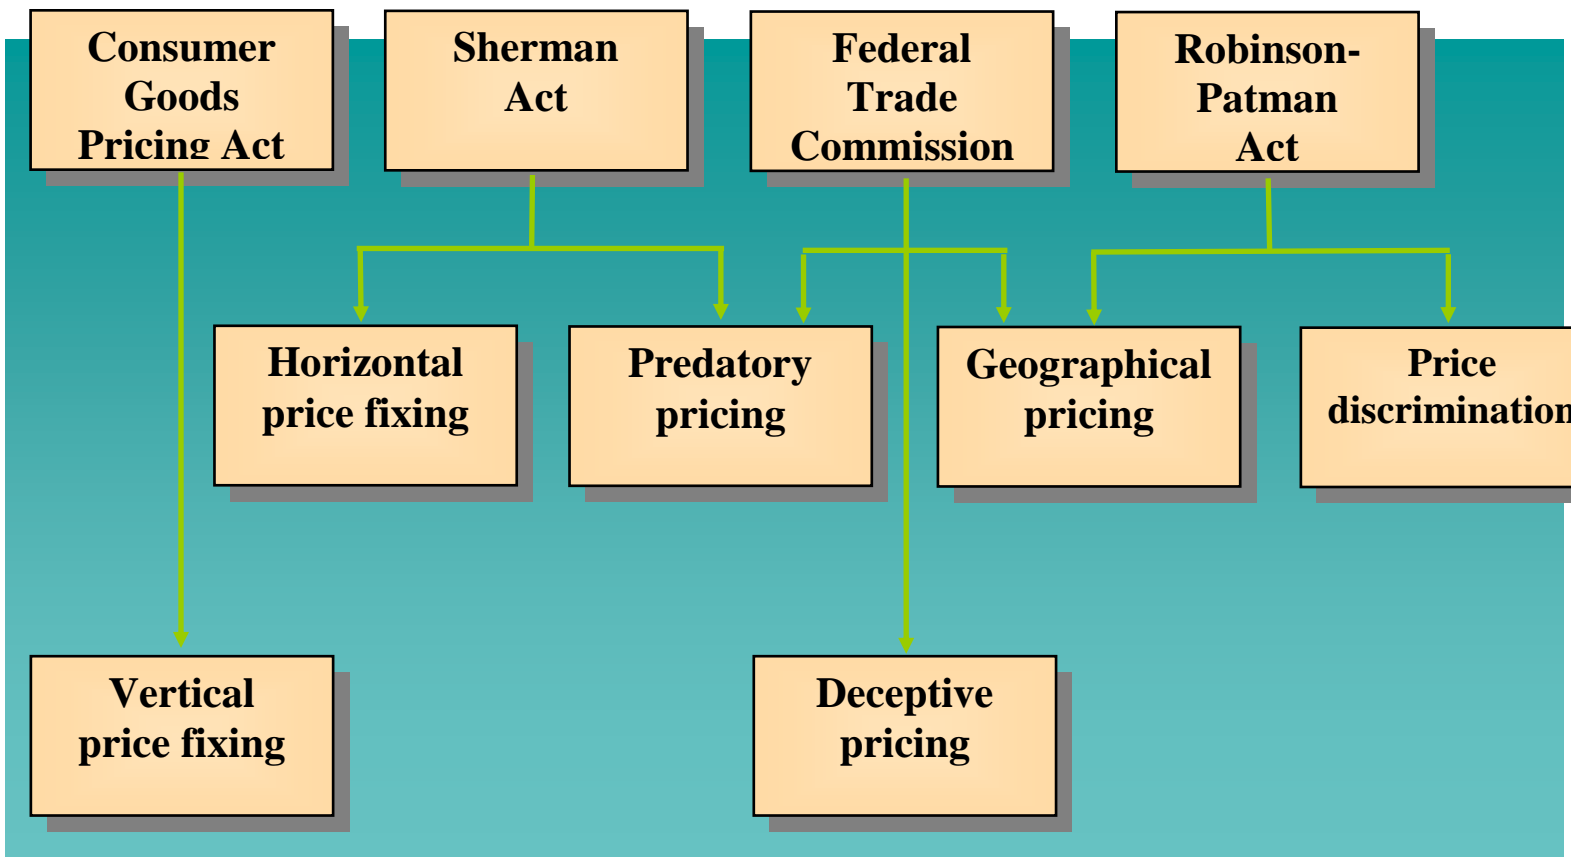 Consumer
Goods
Pricing Act
Sherman
Act
Federal
Trade
Commission
Robinson-
Patman
Act
Horizontal
price fixing
Predatory
pricing
Geographical
pricing
Price
discrimination
Vertical
price fixing
Deceptive
pricing